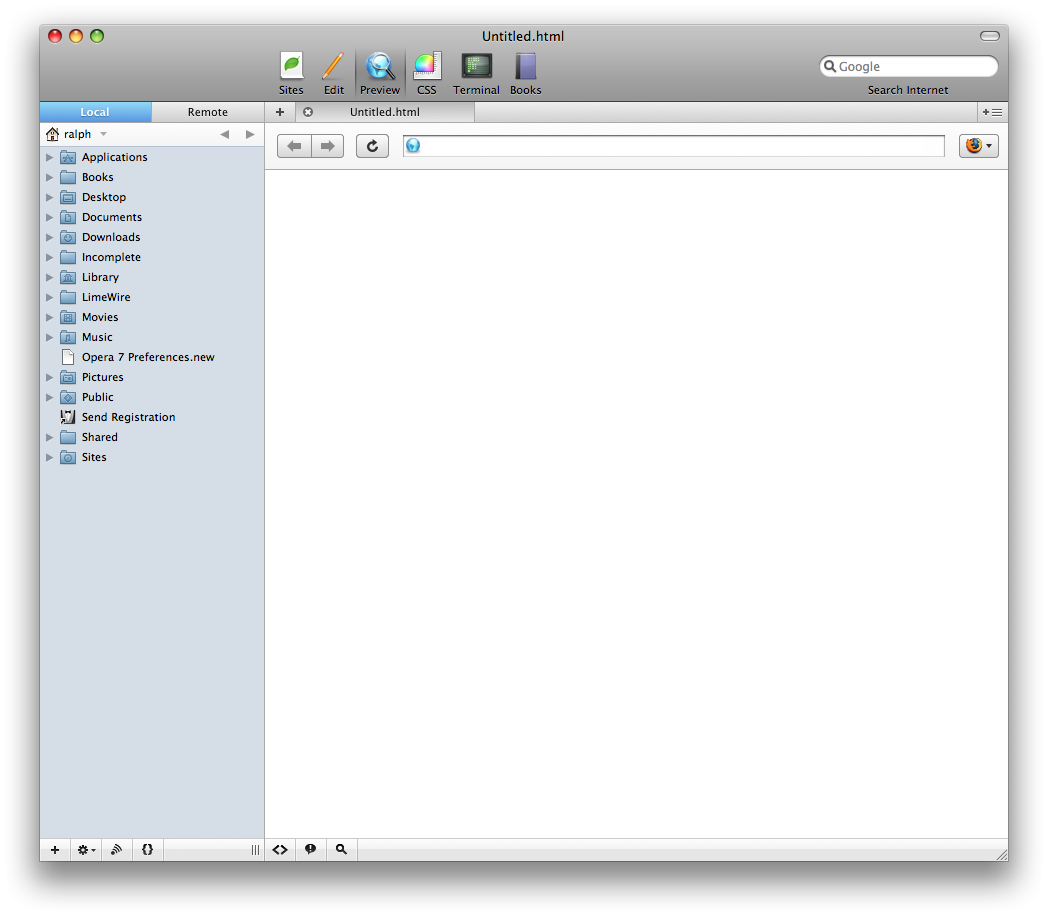 Untitled.html
Sites Edit Preview CSS Terminal Books
Google
Search Internet
Local Remote
Untitled.html
ralph
Applications
Books
Desktop
Documents
Downloads
Incomplete
Library
LimeWire
Movies
Music
Opera 7 Preferences.new
Pictures
Public
Send Registration
Shared
Sites